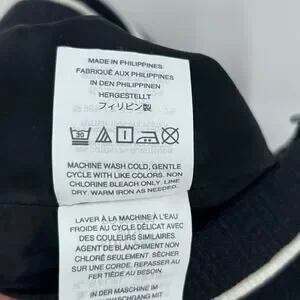 MADE IN PHILIPPINES
FABRIQUÉ AUX PHILIPPINES
IN DEN PHILIPPINEN
HERGESTELLT
フィリピン製
30
MACHINE WASH COLD, GENTLE
CYCLE WITH LIKE COLORS. NON
CHLORINE BLEACH ONLY. LINE
DRY. WARM IRON AS NEEDED.
LAVER À LA MACHINE À L'EAU
FROIDE AU CYCLE DÉLICAT AVEC
DES COULEURS SIMILAIRES.
AGENT DE BLANCHIMENT NON
CHLORÉ SEULEMENT. SÉCHER
SUR UNE CORDE. REPASSER AU
FER TIÈDE AU BESOIN.
IN DER MASCHINE IM